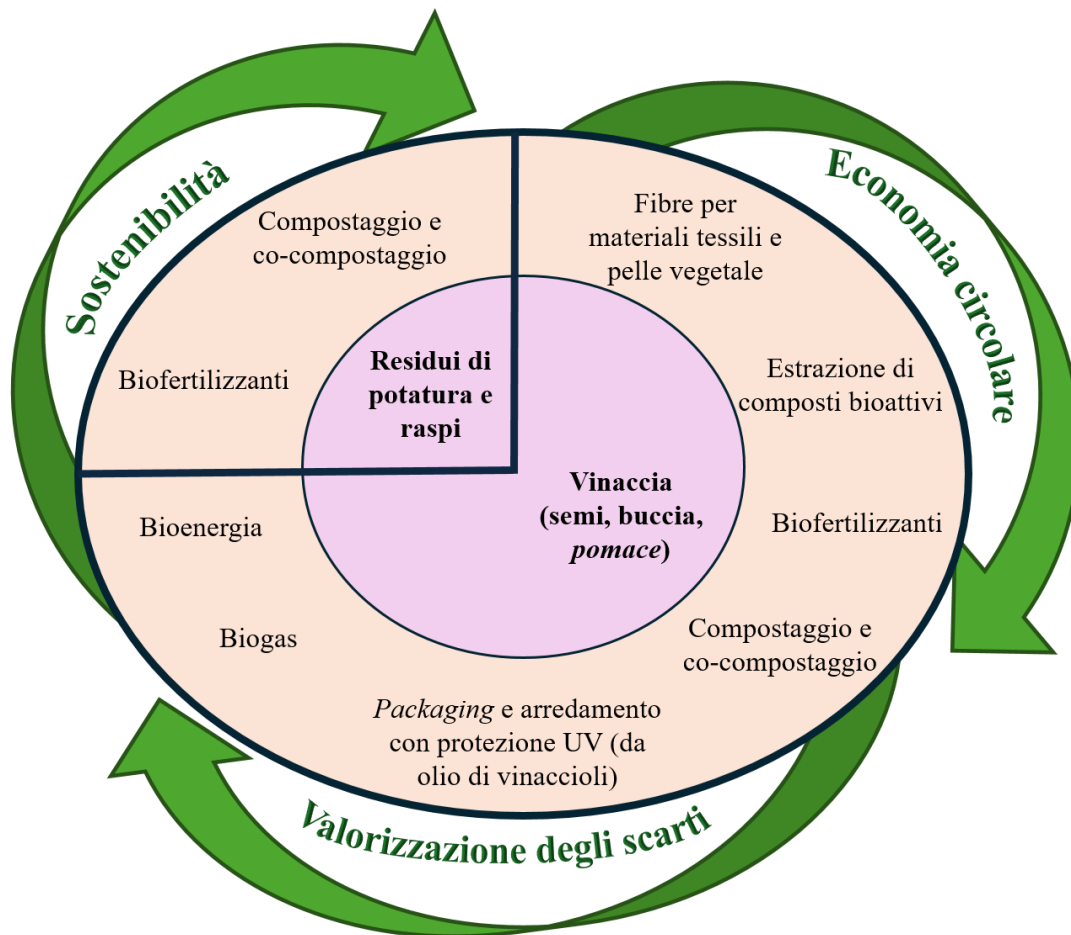 Sostenibilità
Economia circolare
Valorizzazione degli scarti
Compostaggio e
co-compostaggio
Biofertilizzanti
Residui di
potatura e
raspi
Fibre per
materiali tessili e
pelle vegetale
Estrazione di
composti bioattivi
Biofertilizzanti
Compostaggio e
co-compostaggio
Packaging e arredamento
con protezione UV (da
olio di vinaccioli)
Biogas
Bioenergia
Vinaccia
(semi, buccia,
pomace)